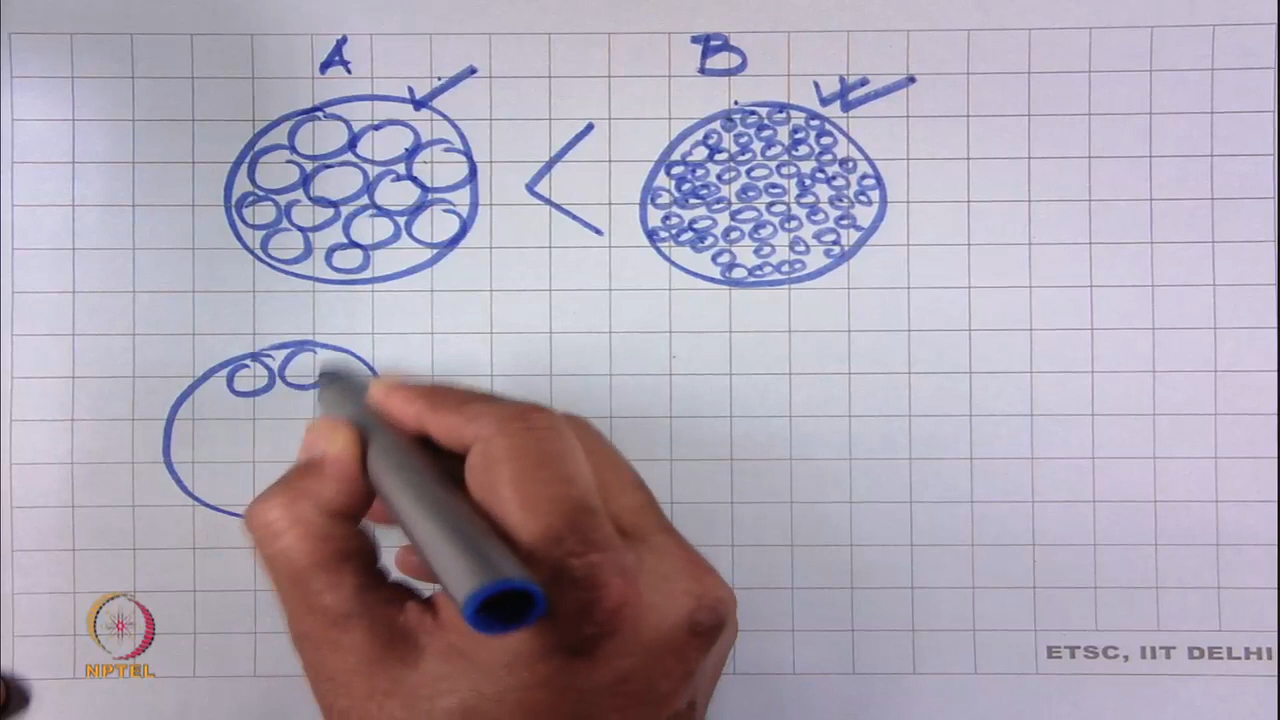 A B
<
NPTEL
ETSC, IIT DELHI